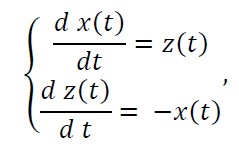 d x(t)/dt = z(t)
d z(t)/d t = −x(t)
,